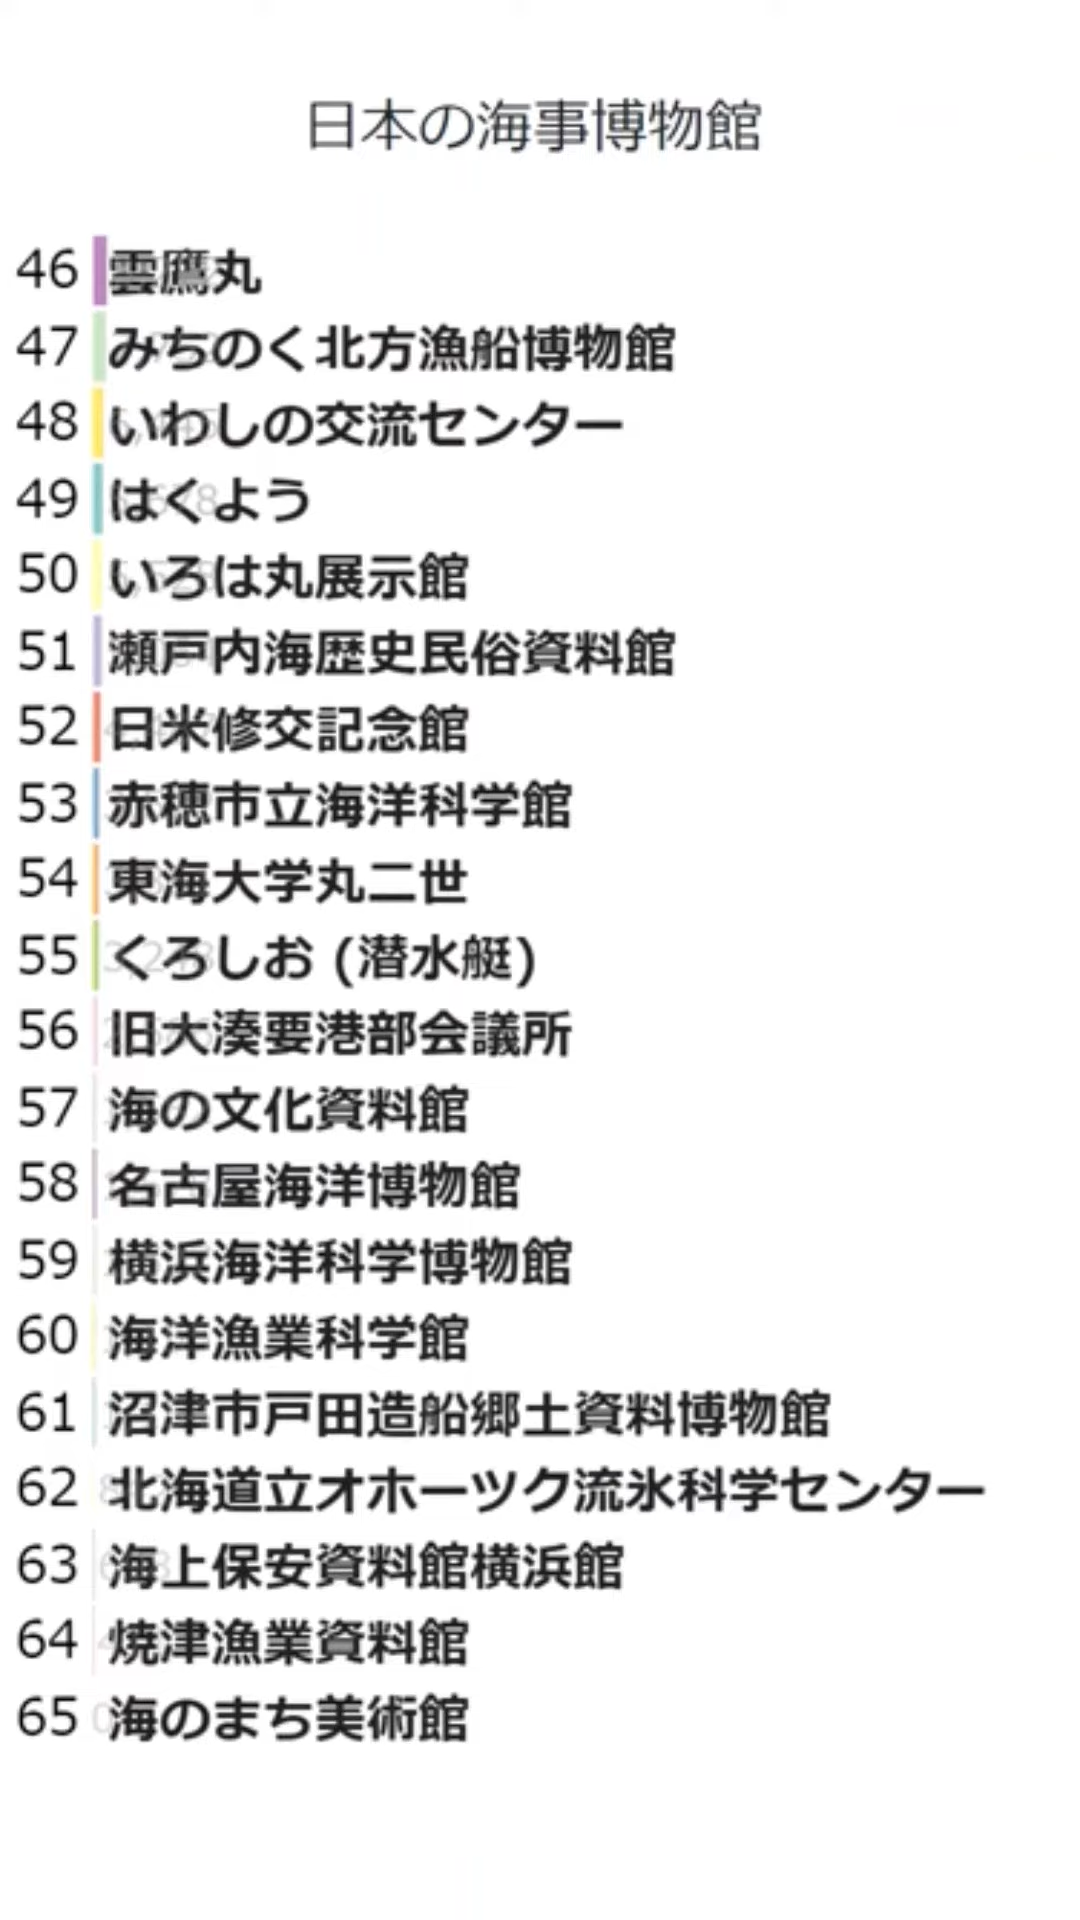 日本の海事博物館
46 雲鷹丸
47 みちのく北方漁船博物館
48 いわしの交流センター
49 はくよう
50 いろは丸展示館
51 瀬戸内海歴史民俗資料館
52 日米修交記念館
53 赤穂市立海洋科学館
54 東海大学丸二世
55 くろしお (潜水艇)
56 旧大湊要港部会議所
57 海の文化資料館
58 名古屋海洋博物館
59 横浜海洋科学博物館
60 海洋漁業科学館
61 沼津市戸田造船郷土資料博物館
62 北海道立オホーツク流氷科学センター
63 海上保安資料館横浜館
64 焼津漁業資料館
65 海のまち美術館